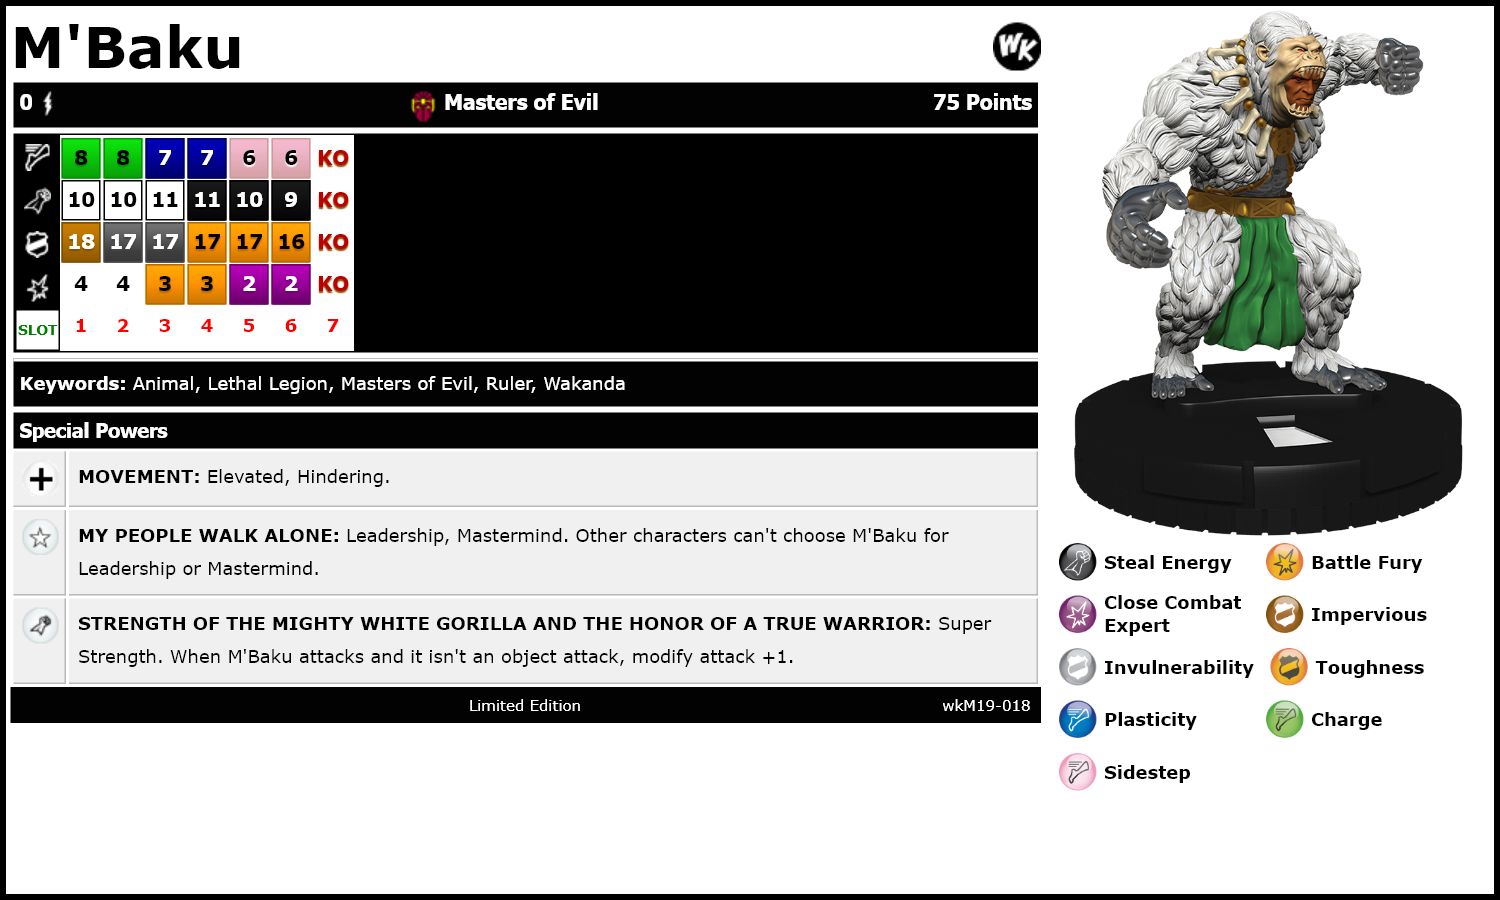 M'Baku
WK
0 Masters of Evil 75 Points
8 8 7 7 6 6 KO
10 10 11 11 10 9 KO
18 17 17 17 17 16 KO
4 4 3 3 2 2 KO
SLOT 1 2 3 4 5 6 7
Keywords: Animal, Lethal Legion, Masters of Evil, Ruler, Wakanda
Special Powers
MOVEMENT: Elevated, Hindering.
MY PEOPLE WALK ALONE: Leadership, Mastermind. Other characters can't choose M'Baku for
Leadership or Mastermind.
STRENGTH OF THE MIGHTY WHITE GORILLA AND THE HONOR OF A TRUE WARRIOR: Super
Strength. When M'Baku attacks and it isn't an object attack, modify attack +1.
Limited Edition wkM19-018
Steal Energy Battle Fury
Close Combat
Expert Impervious
Invulnerability Toughness
Plasticity Charge
Sidestep